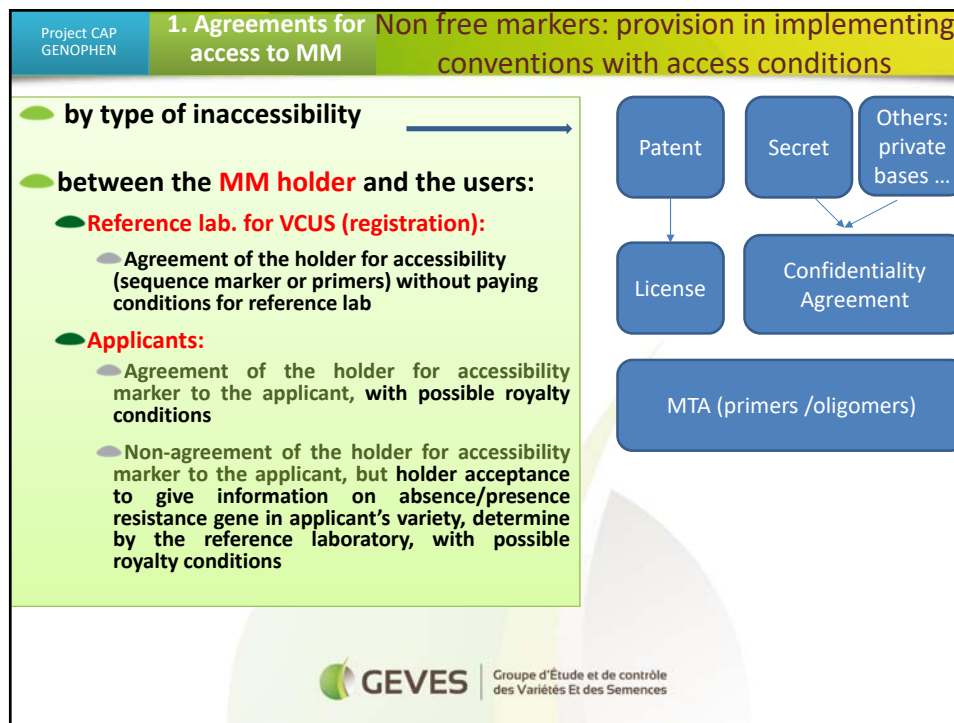 Project CAP
GENOPHEN
1. Agreements for
access to MM
Non free markers: provision in implementing
conventions with access conditions
by type of inaccessibility
between the MM holder and the users:
Reference lab. for VCUS (registration):
Agreement of the holder for accessibility
(sequence marker or primers) without paying
conditions for reference lab
Applicants:
Agreement of the holder for accessibility
marker to the applicant, with possible royalty
conditions
Non-agreement of the holder for accessibility
marker to the applicant, but holder acceptance
to give information on absence/presence
resistance gene in applicant's variety, determine
by the reference laboratory, with possible
royalty conditions
Patent
Secret
Others:
private
bases ...
License
Confidentiality
Agreement
MTA (primers /oligomers)
GEVES
Groupe d'Étude et de contrôle
des Variétés Et des Semences